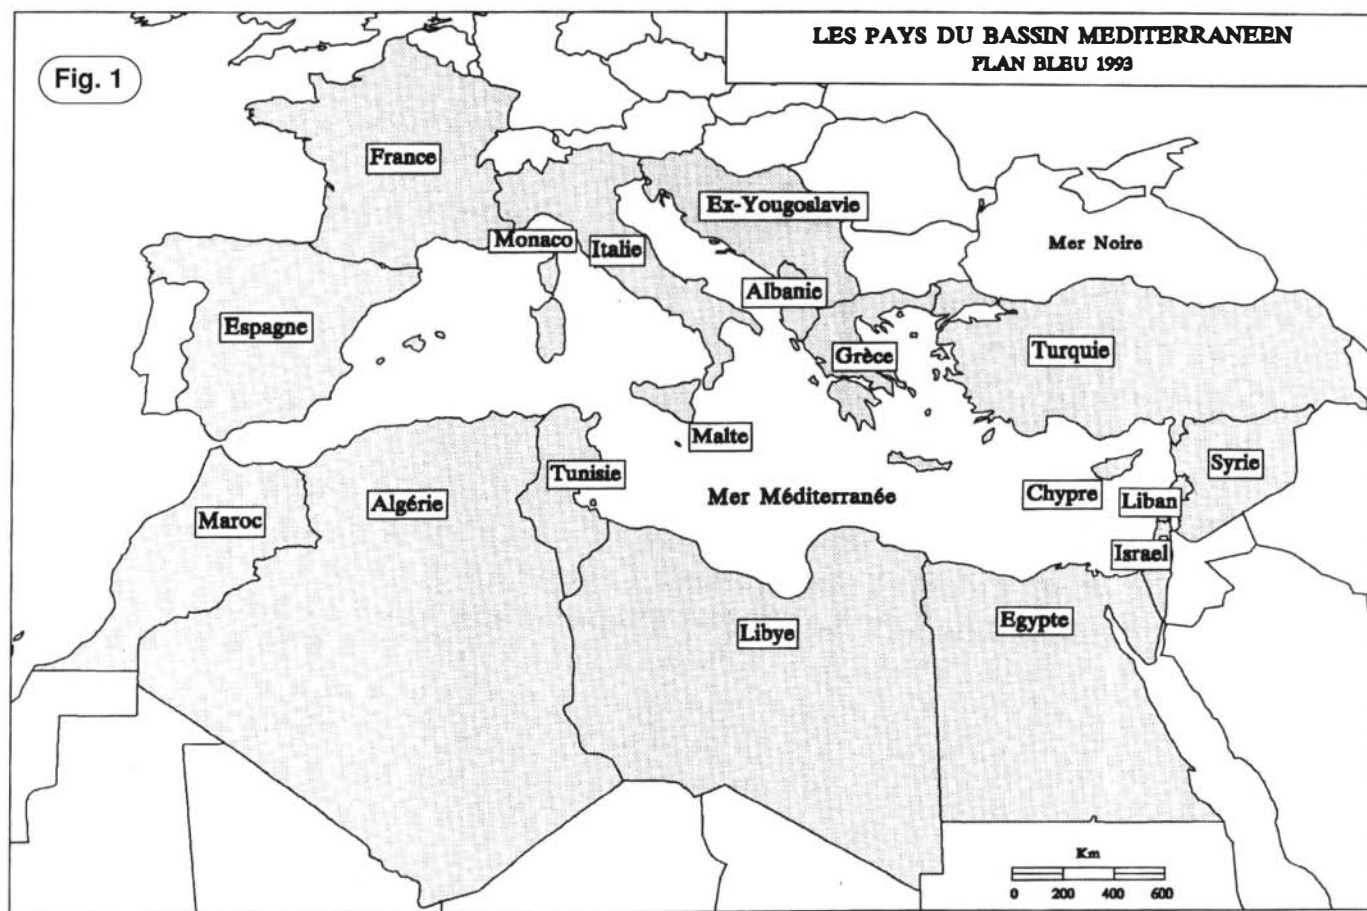 LES PAYS DU BASSIN MEDITERRANEEN
PLAN BLEU 1993
Fig. 1
France
Ex-Yougoslavie
Monaco
Italie
Mer Noire
Albanie
Espagne
Grèce
Turquie
Malte
Tunisie
Syrie
Algérie
Mer Méditerranée
Chypre
Liban
Maroc
Israel
Libye
Egypte
Km
0 200 400 600